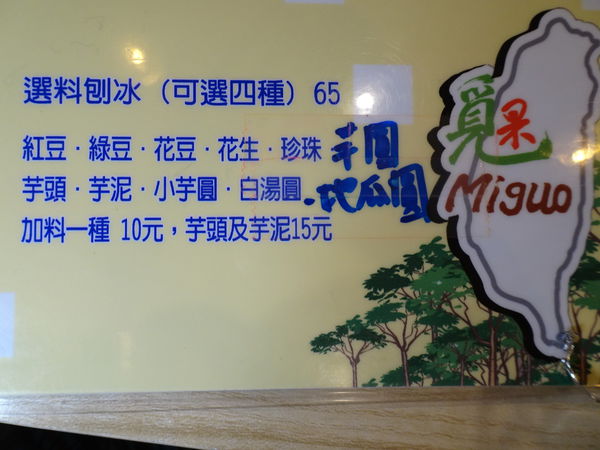 選料刨冰 (可選四種) 65
紅豆·綠豆·花豆·花生·珍珠 芋圓
芋頭·芋泥·小芋圓·白湯圓·地瓜圓
加料一種 10元，芋頭及芋泥15元
覓果
Miguo